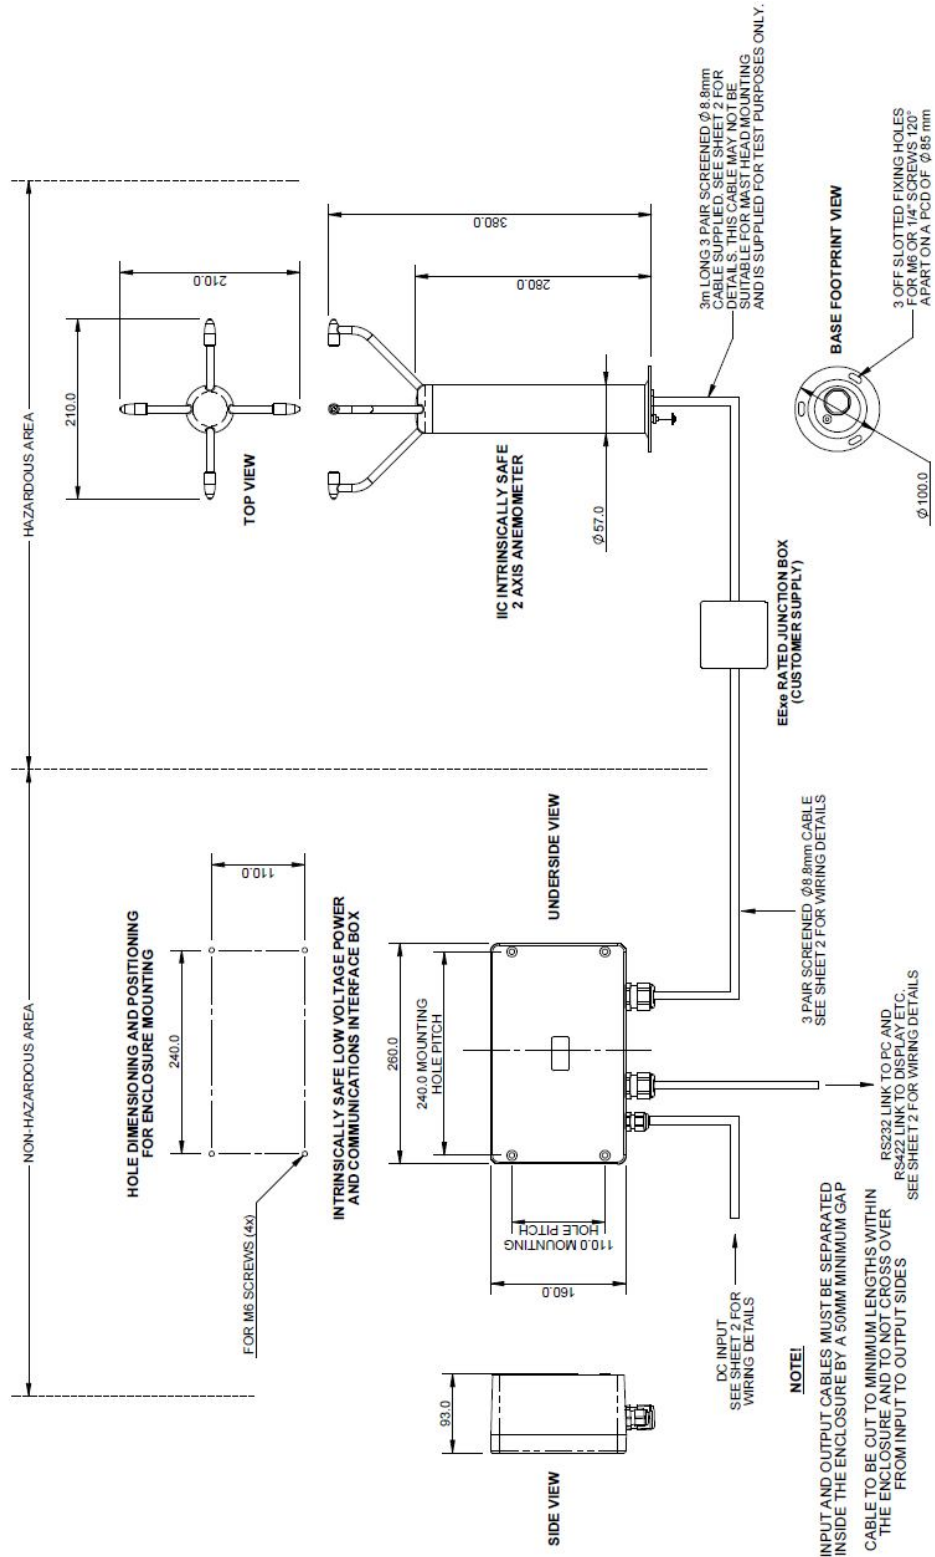 NON-HAZARDOUS AREA
HAZARDOUS AREA
HOLE DIMENSIONING AND POSITIONING
FOR ENCLOSURE MOUNTING
240.0
110.0
FOR M6 SCREWS (4x)
210.0
210.0
TOP VIEW
INTRINSICALLY SAFE LOW VOLTAGE POWER
AND COMMUNICATIONS INTERFACE BOX
93.0
SIDE VIEW
260.0
240.0 MOUNTING
HOLE PITCH
110.0 MOUNTING
HOLE PITCH
160.0
UNDERSIDE VIEW
IIC INTRINSICALLY SAFE
2 AXIS ANEMOMETER
380.0
280.0
Ø57.0
DC INPUT
SEE SHEET 2 FOR
WIRING DETAILS
EExe RATED JUNCTION BOX
(CUSTOMER SUPPLY)
3m LONG 3 PAIR SCREENED Ø8.8mm
CABLE SUPPLIED. SEE SHEET 2 FOR
DETAILS. THIS CABLE MAY NOT BE
SUITABLE FOR MAST HEAD MOUNTING
AND IS SUPPLIED FOR TEST PURPOSES ONLY.
3 PAIR SCREENED Ø8.8mm CABLE
SEE SHEET 2 FOR WIRING DETAILS
RS232 LINK TO PC AND
RS422 LINK TO DISPLAY ETC.
SEE SHEET 2 FOR WIRING DETAILS
BASE FOOTPRINT VIEW
Ø100.0
3 OFF SLOTTED FIXING HOLES
FOR M6 OR 1/4" SCREWS 120°
APART ON A PCD OF Ø85 mm
NOTE!
INPUT AND OUTPUT CABLES MUST BE SEPARATED
INSIDE THE ENCLOSURE BY A 50MM MINIMUM GAP
CABLE TO BE CUT TO MINIMUM LENGTHS WITHIN
THE ENCLOSURE AND TO NOT CROSS OVER
FROM INPUT TO OUTPUT SIDES